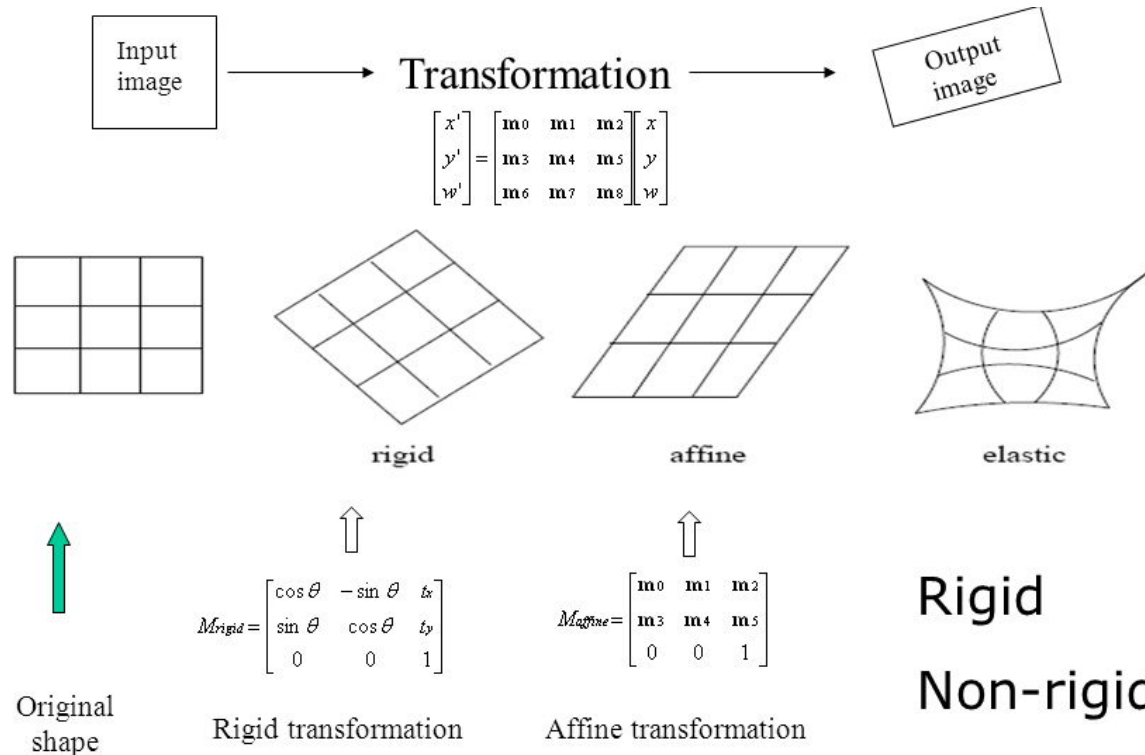 Input
image
Transformation
Output
image
[x' y' w'] = [m0 m1 m2; m3 m4 m5; m6 m7 m8][x y w]
rigid
affine
elastic
Mrigid = [cos θ −sin θ tx; sin θ cos θ ty; 0 0 1]
Maffine = [m0 m1 m2; m3 m4 m5; 0 0 1]
Rigid
Non-rigid
Original
shape
Rigid transformation
Affine transformation